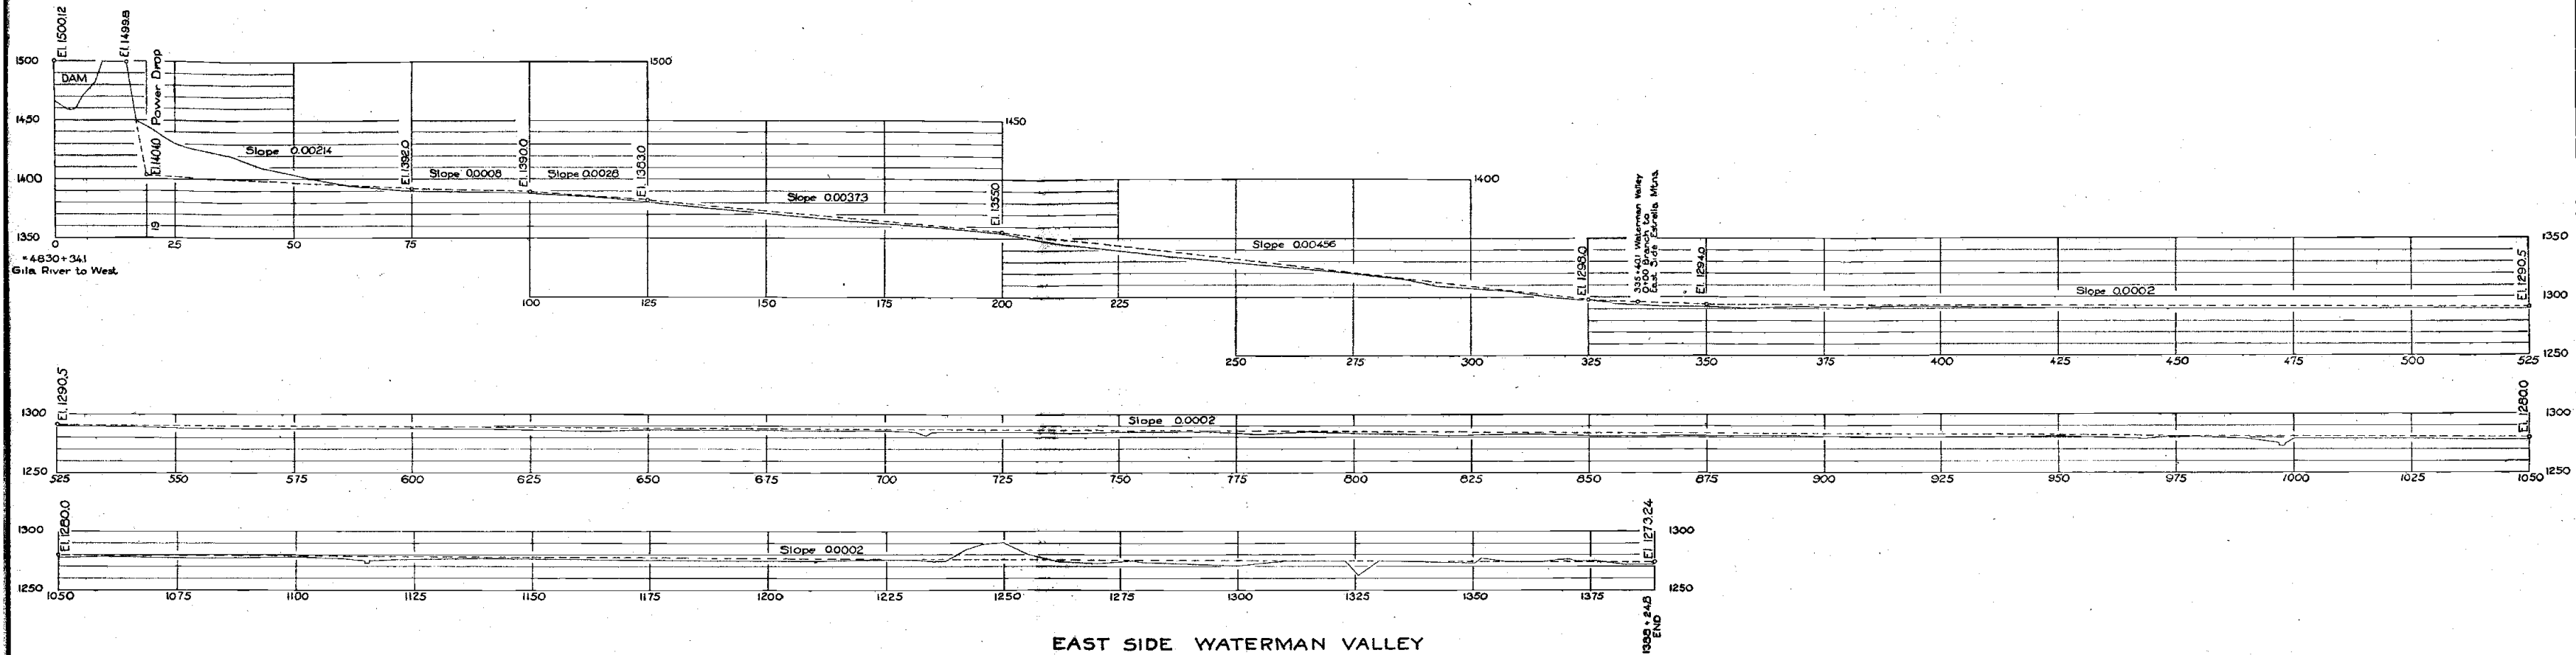 El. 1500.12
El. 1499.8
1500
1500
DAM
Power Drop
1450
1450
Slope 0.00214
El. 1404.0
El. 1392.0
El. 1390.0
El. 1383.0
Slope 0.0008
Slope 0.0028
1400
1400
Slope 0.00373
El. 1355.0
19
1350
0
25
50
75
=4830+34.1
Gila River to West
Slope 0.00456
El. 1298.0
335+40.1 Waterman Valley
0+00 Branch to
East Side Estrella Mtns.
El. 1294.0
Slope 0.0002
El. 1290.5
1350
1300
100
125
150
175
200
225
250
275
300
325
350
375
400
425
450
475
500
525
1250
El. 1290.5
1300
Slope 0.0002
El. 1280.0
1300
1250
525
550
575
600
625
650
675
700
725
750
775
800
825
850
875
900
925
950
975
1000
1025
1050
1250
El. 1280.0
1300
Slope 0.0002
El. 1273.24
1300
1250
1050
1075
1100
1125
1150
1175
1200
1225
1250
1275
1300
1325
1350
1375
1250
1388+24.8
END
EAST SIDE WATERMAN VALLEY